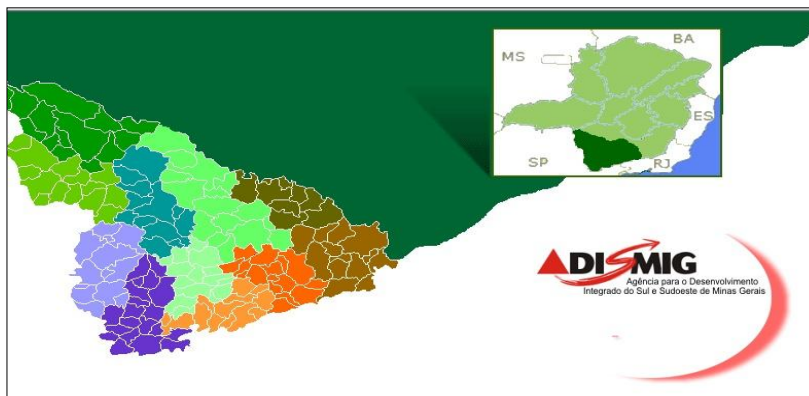 BA
MS
ES
SP
RJ
ADISMIG
Agência para o Desenvolvimento
Integrado do Sul e Sudoeste de Minas Gerais